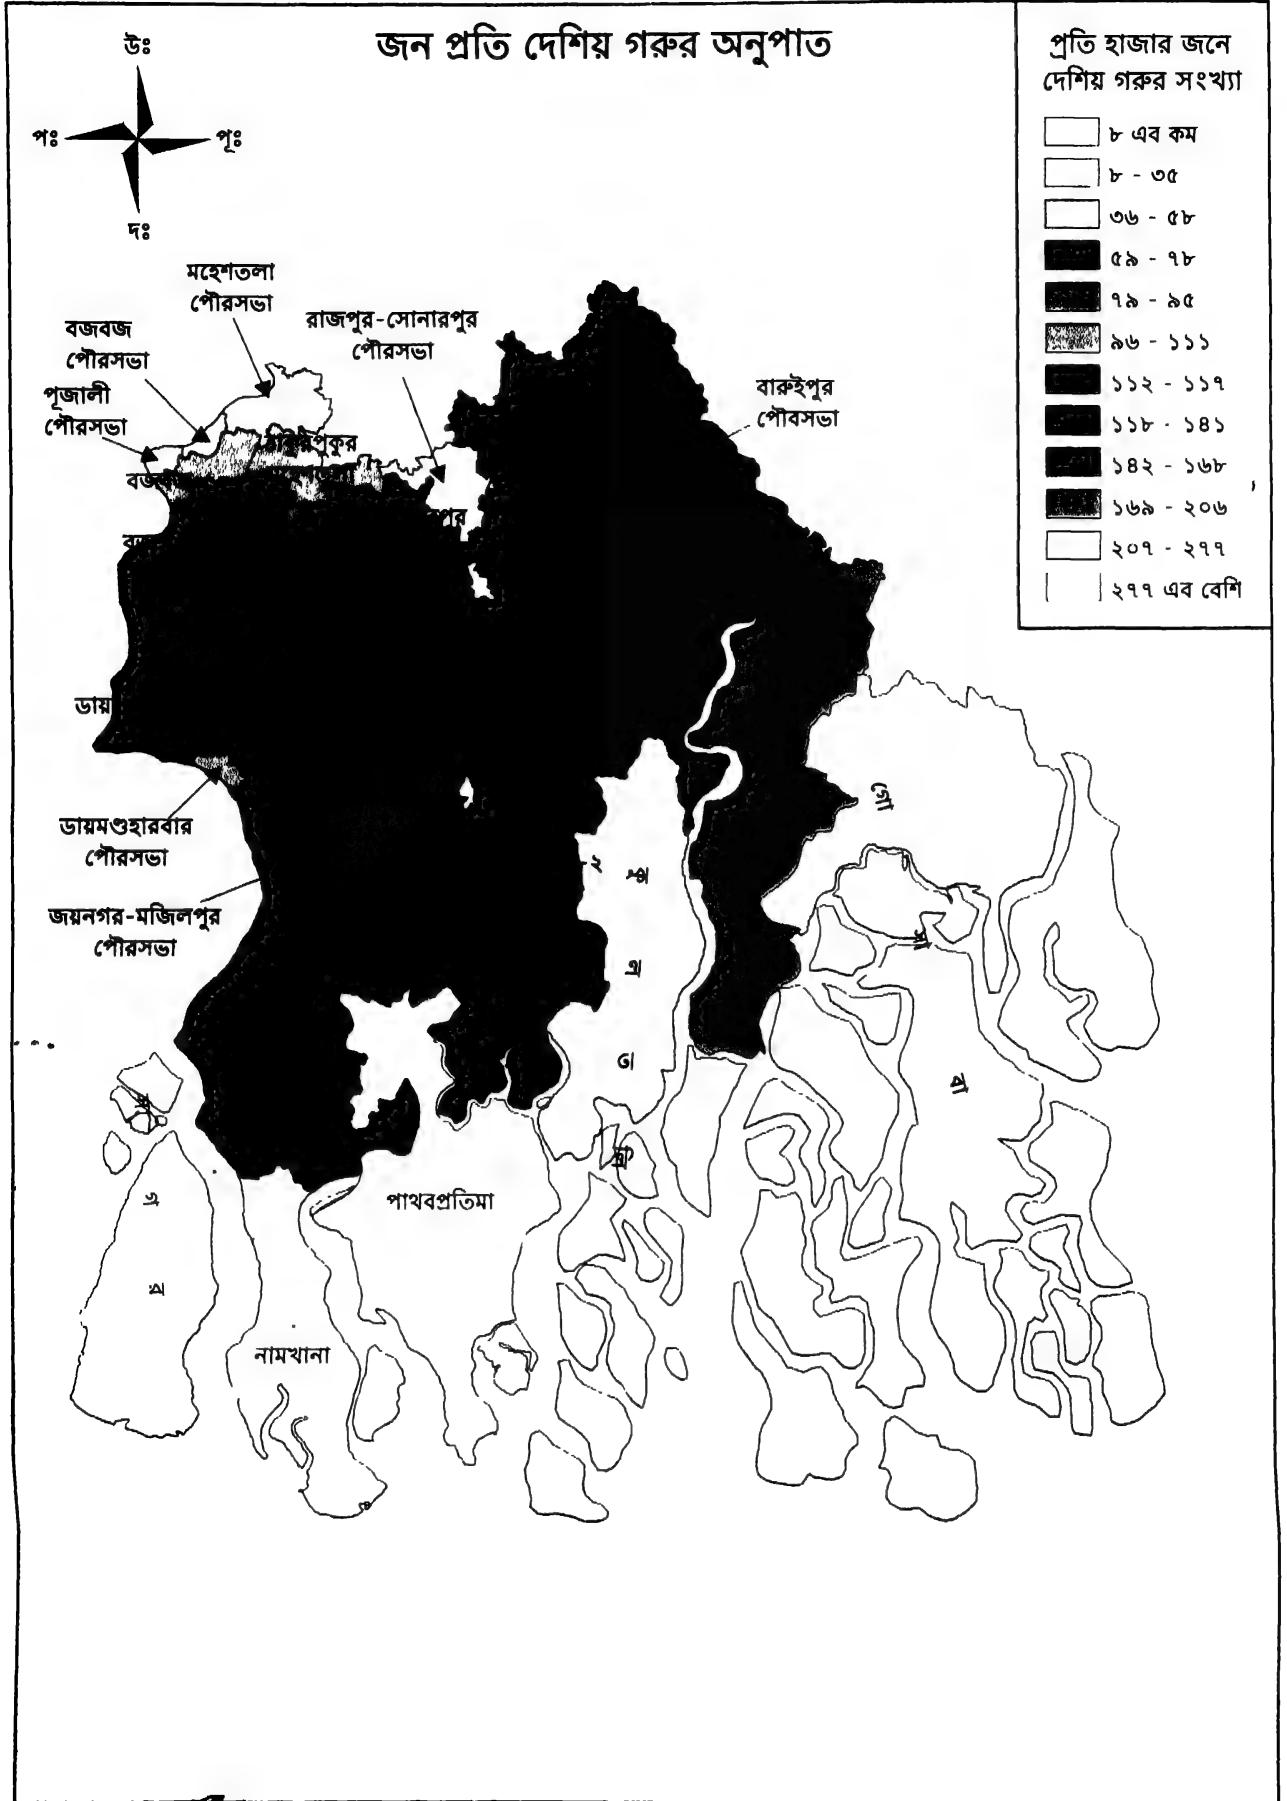 জন প্রতি দেশিয় গরুর অনুপাত
উঃ
পঃ
পূঃ
দঃ
প্রতি হাজার জনে
দেশিয় গরুর সংখ্যা
৮ এব কম
৮ - ৩৫
৩৬ - ৫৮
৫৯ - ৭৮
৭৯ - ৯৫
৯৬ - ১১১
১১২ - ১১৭
১১৮ - ১৪১
১৪২ - ১৬৮
১৬৯ - ২০৬
২০৭ - ২৭৭
২৭৭ এব বেশি
মহেশতলা
পৌরসভা
রাজপুর-সোনারপুর
পৌরসভা
বজবজ
পৌরসভা
পূজালী
পৌরসভা
বারুইপুর
পৌবসভা
ডায়
ডায়মণ্ডহারবার
পৌরসভা
জয়নগর-মজিলপুর
পৌরসভা
গো
বা
পাথবপ্রতিমা
নামখানা